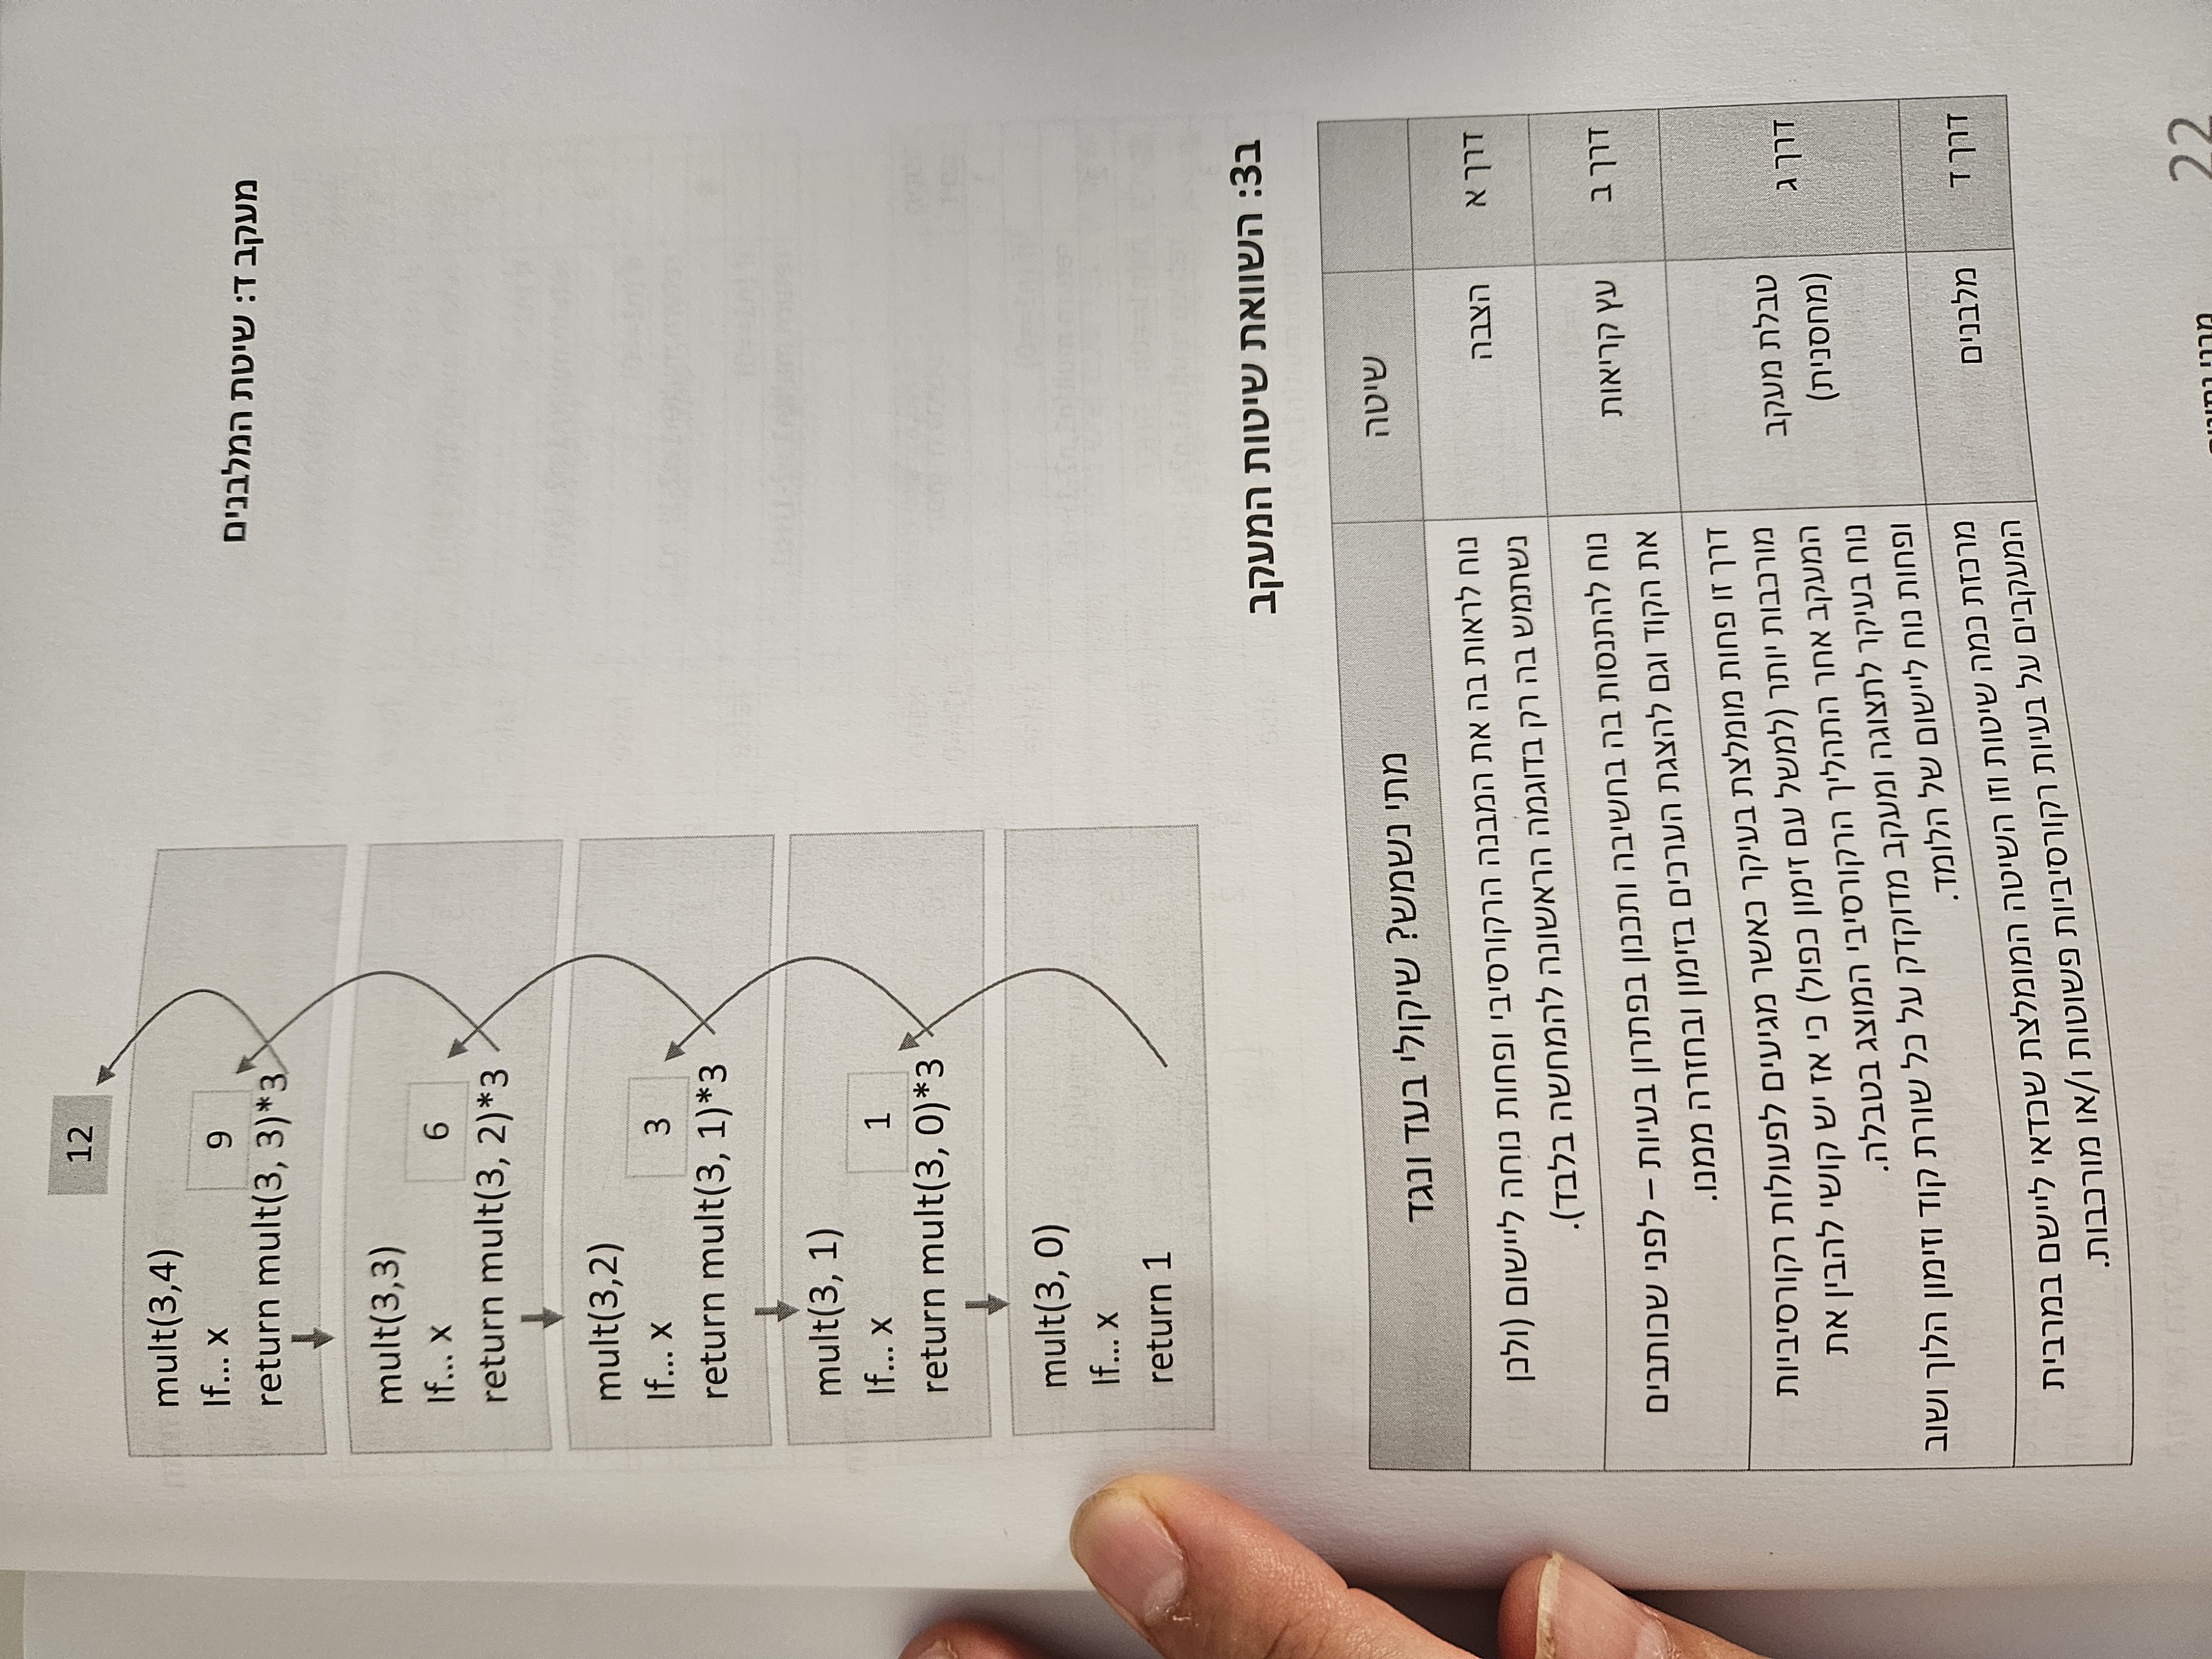 12
mult(3,4)
If... x
9
return mult(3, 3)*3
מעקב ד: שיטת המלבנים
mult(3,3)
If... x
6
return mult(3, 2)*3
mult(3,2)
If... x
3
return mult(3, 1)*3
mult(3, 1)
If... x
1
return mult(3, 0)*3
mult(3, 0)
If... x
return 1
ב3: השוואת שיטות המעקב
שיטה
מתי נשמש? שיקולי בעד ונגד
דרך א
הצבה
נוח לראות בה את המבנה הרקורסיבי ופחות נוחה ליישום (ולכן
נשתמש בה רק בדוגמה הראשונה להמחשה בלבד).
דרך ב
עץ קריאות
נוח להתנסות בה בחשיבה ותכנון בפתרון בעיות – לפני שכותבים
את הקוד וגם להצגת הערכים בזימון ובחזרה ממנו.
דרך ג
טבלת מעקב
(מחסנית)
דרך זו פחות מומלצת בעיקר כאשר מגיעים לפעולות רקורסיביות
מורכבות יותר (למשל עם זימון כפול) כי אז יש קושי להבין את
המעקב אחר התהליך הרקורסיבי המוצג בטבלה.
נוח בעיקר לתצוגה ומעקב מדוקדק על כל שורת קוד וזימון הלוך ושוב
ופחות נוח ליישום של הלומד.
דרך ד
מלבנים
מרכזת כמה שיטות וזו השיטה המומלצת שכדאי ליישם במרבית
המעקבים על בעיות רקורסיביות פשוטות ו/או מורכבות.
22